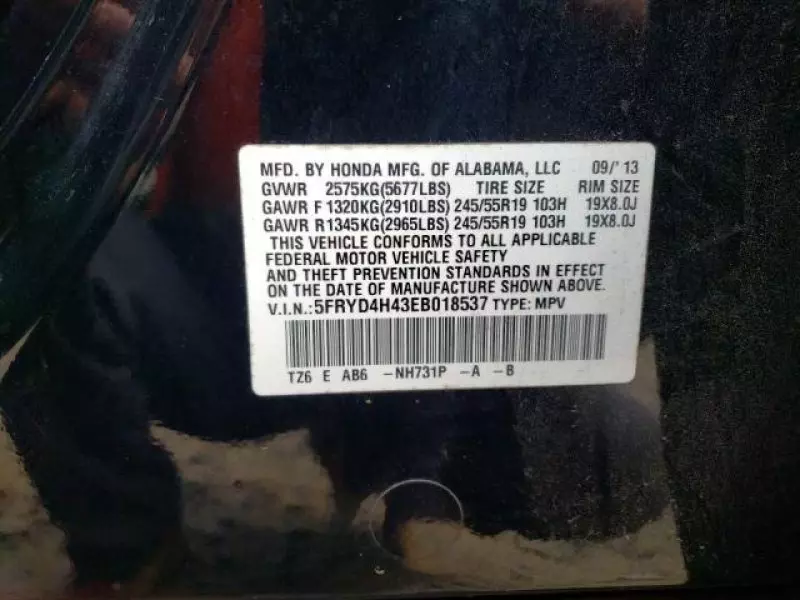 MFD. BY HONDA MFG. OF ALABAMA, LLC 09/'13
GVWR 2575KG(5677LBS) TIRE SIZE RIM SIZE
GAWR F1320KG(2910LBS) 245/55R19 103H 19X8.0J
GAWR R1345KG(2965LBS) 245/55R19 103H 19X8.0J
THIS VEHICLE CONFORMS TO ALL APPLICABLE
FEDERAL MOTOR VEHICLE SAFETY
AND THEFT PREVENTION STANDARDS IN EFFECT
ON THE DATE OF MANUFACTURE SHOWN ABOVE.
V.I.N.:5FRYD4H43EB018537 TYPE: MPV
TZ6 E AB6 -NH731P -A -B